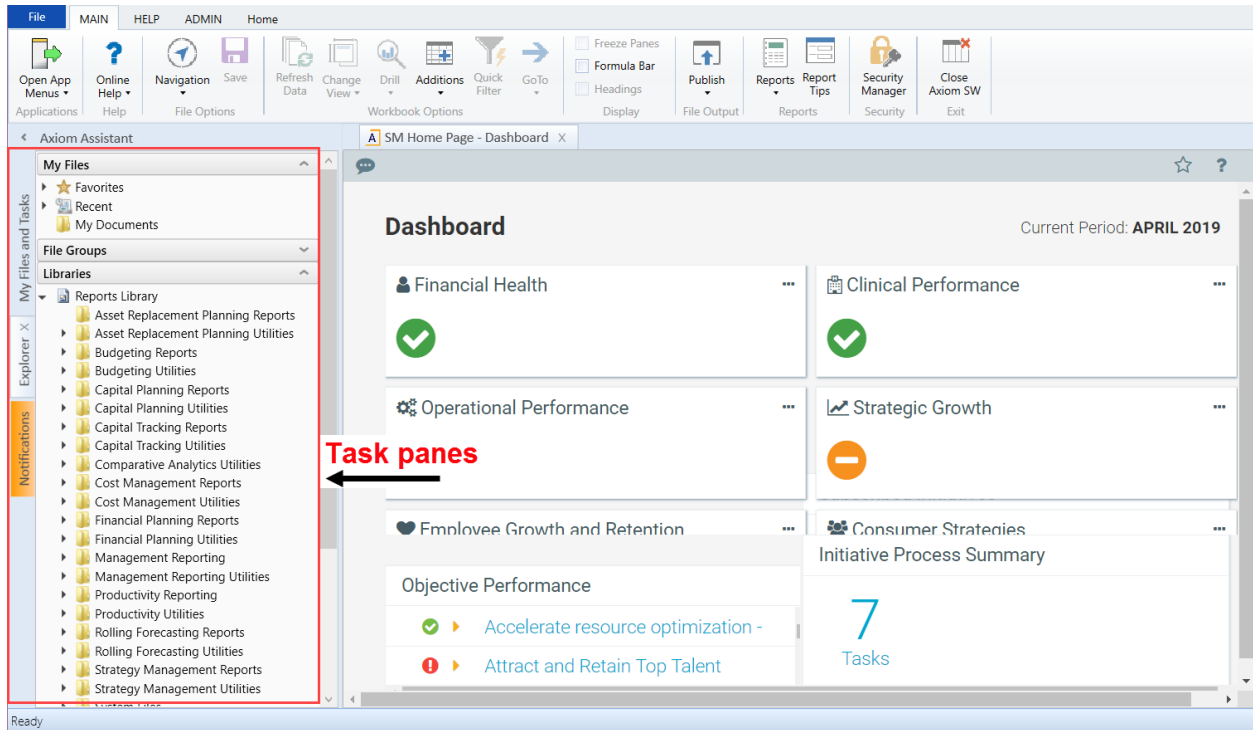 File MAIN HELP ADMIN Home
Open App Menus
Online Help
Navigation
Save
Refresh Data
Change View
Drill
Additions
Quick Filter
GoTo
Freeze Panes
Formula Bar
Headings
Publish
Reports
Report Tips
Security Manager
Close Axiom SW
Applications
Help
File Options
Workbook Options
Display
File Output
Reports
Security
Exit
Axiom Assistant
A SM Home Page - Dashboard X
My Files and Tasks
Explorer X
Notifications
My Files
Favorites
Recent
My Documents
File Groups
Libraries
Reports Library
Asset Replacement Planning Reports
Asset Replacement Planning Utilities
Budgeting Reports
Budgeting Utilities
Capital Planning Reports
Capital Planning Utilities
Capital Tracking Reports
Capital Tracking Utilities
Comparative Analytics Utilities
Cost Management Reports
Cost Management Utilities
Financial Planning Reports
Financial Planning Utilities
Management Reporting
Management Reporting Utilities
Productivity Reporting
Productivity Utilities
Rolling Forecasting Reports
Rolling Forecasting Utilities
Strategy Management Reports
Strategy Management Utilities
Custom Files
Task panes
?
Dashboard
Current Period: APRIL 2019
Financial Health
Clinical Performance
Operational Performance
Strategic Growth
Employee Growth and Retention
Consumer Strategies
Objective Performance
Accelerate resource optimization -
Attract and Retain Top Talent
Initiative Process Summary
7
Tasks
Ready